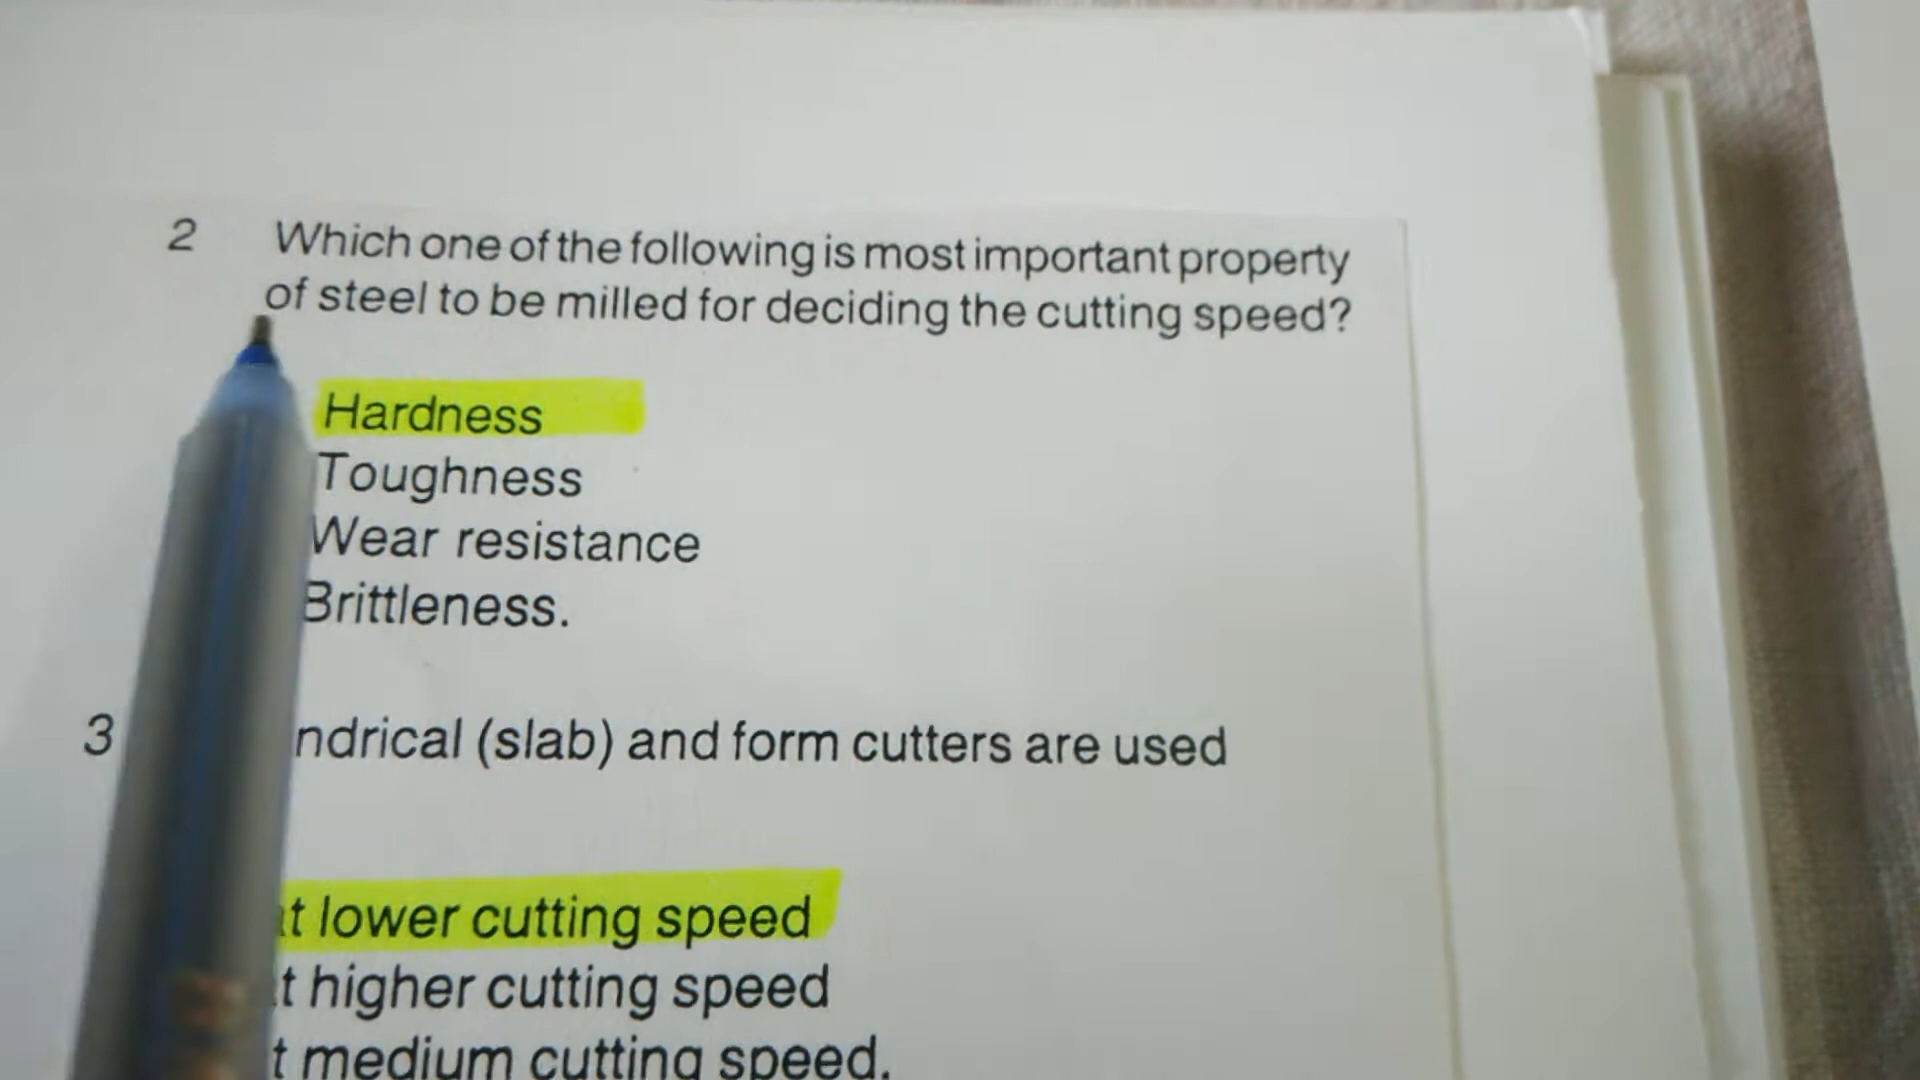 2 Which one of the following is most important property
of steel to be milled for deciding the cutting speed?
Hardness
Toughness
Wear resistance
Brittleness.
3 (slab) and form cutters are used
lower cutting speed
higher cutting speed
medium cutting speed.